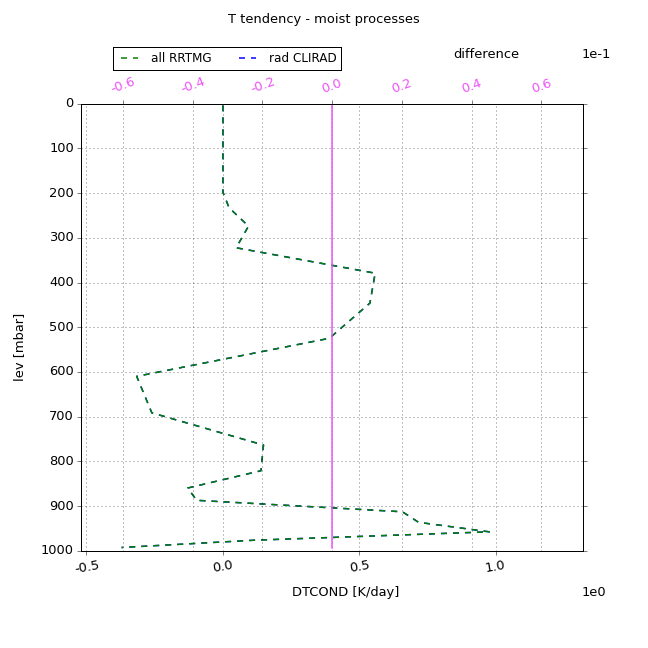 T tendency - moist processes
all RRTMG rad CLIRAD difference 1e-1
-0.6 -0.4 -0.2 0.0 0.2 0.4 0.6
0
100
200
300
400
500
600
700
800
900
1000
lev [mbar]
-0.5 0.0 0.5 1.0
DTCOND [K/day] 1e0